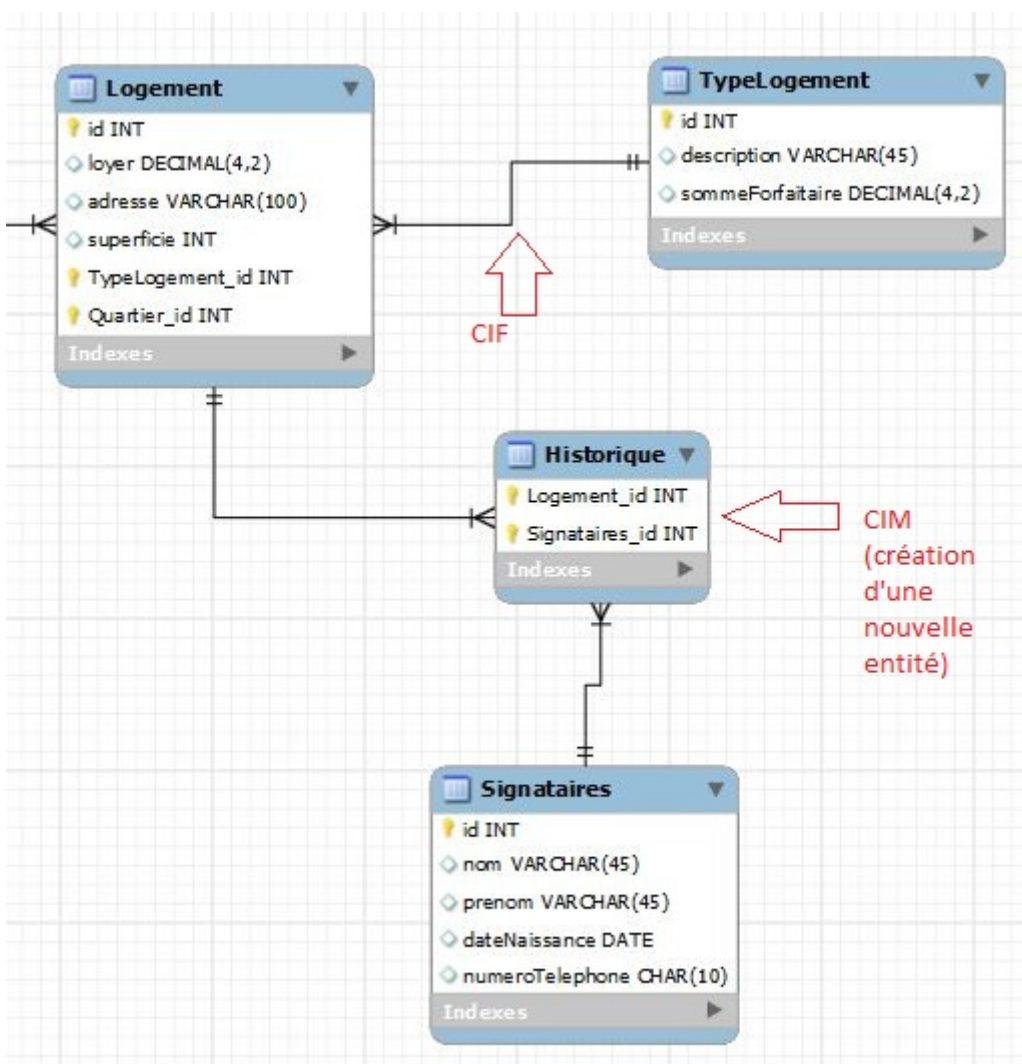 Logement
id INT
loyer DECIMAL(4,2)
adresse VARCHAR(100)
superficie INT
TypeLogement_id INT
Quartier_id INT
Indexes
TypeLogement
id INT
description VARCHAR(45)
sommeForfaitaire DECIMAL(4,2)
Indexes
CIF
Historique
Logement_id INT
Signataires_id INT
Indexes
CIM
(création
d'une
nouvelle
entité)
Signataires
id INT
nom VARCHAR(45)
prenom VARCHAR(45)
dateNaissance DATE
numeroTelephone CHAR(10)
Indexes